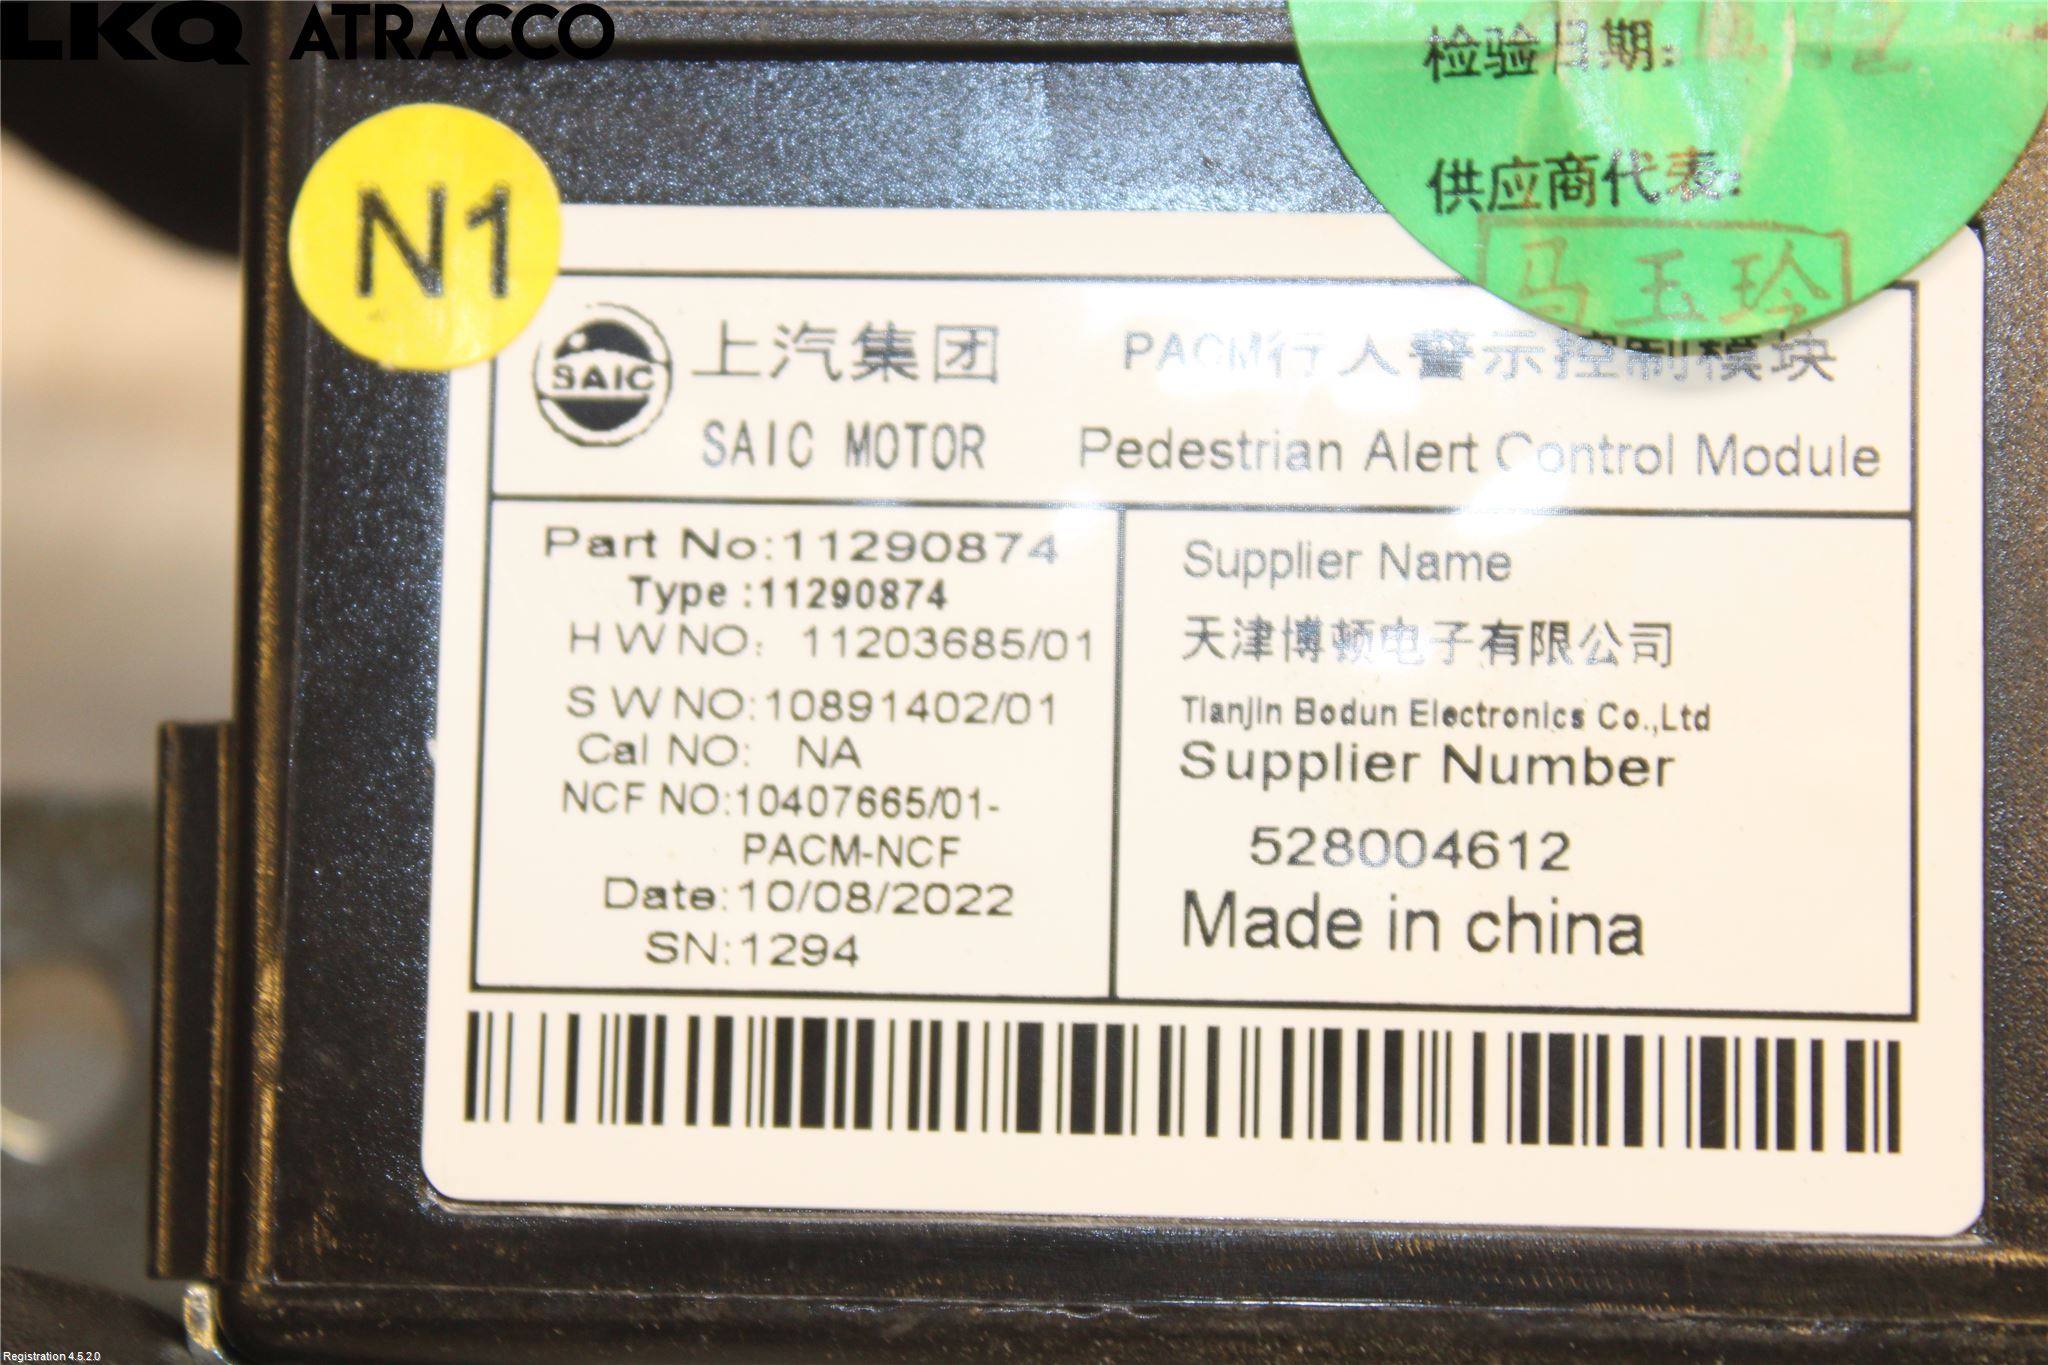 LKQ ATRACCO
检验日期:
供应商代表:
马玉玲
N1
SAIC
上汽集团
PACM行人警示控制模块
SAIC MOTOR
Pedestrian Alert Control Module
Part No:11290874
Type :11290874
HWNO: 11203685/01
SWNO:10891402/01
Cal NO: NA
NCF NO:10407665/01-
PACM-NCF
Date:10/08/2022
SN:1294
Supplier Name
天津博顿电子有限公司
Tianjin Bodun Electronics Co.,Ltd
Supplier Number
528004612
Made in china
Registration 4.5.2.0